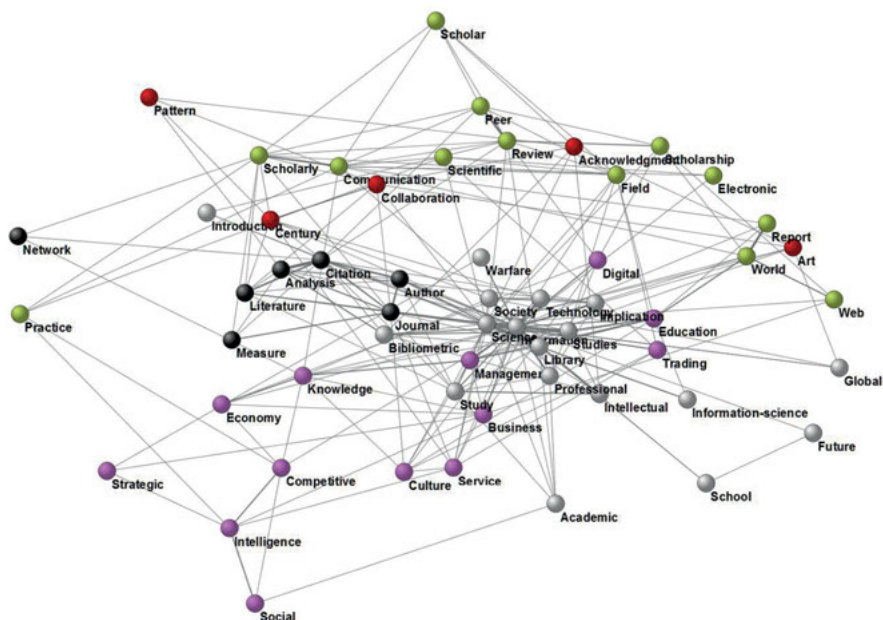 Scholar
Pattern
Peer
Review
Acknowledgment
Scholarship
Scholarly
Communication
Scientific
Field
Electronic
Collaboration
Introduction
Century
Report
Network
Art
World
Citation
Analysis
Warfare
Digital
Author
Literature
Web
Society
Technology
Implication
Practice
Journal
Science
Education
Studies
Measure
Bibliometric
Library
Trading
Management
Global
Knowledge
Professional
Study
Intellectual
Information-science
Economy
Business
Future
Strategic
Competitive
Culture
Service
School
Academic
Intelligence
Social